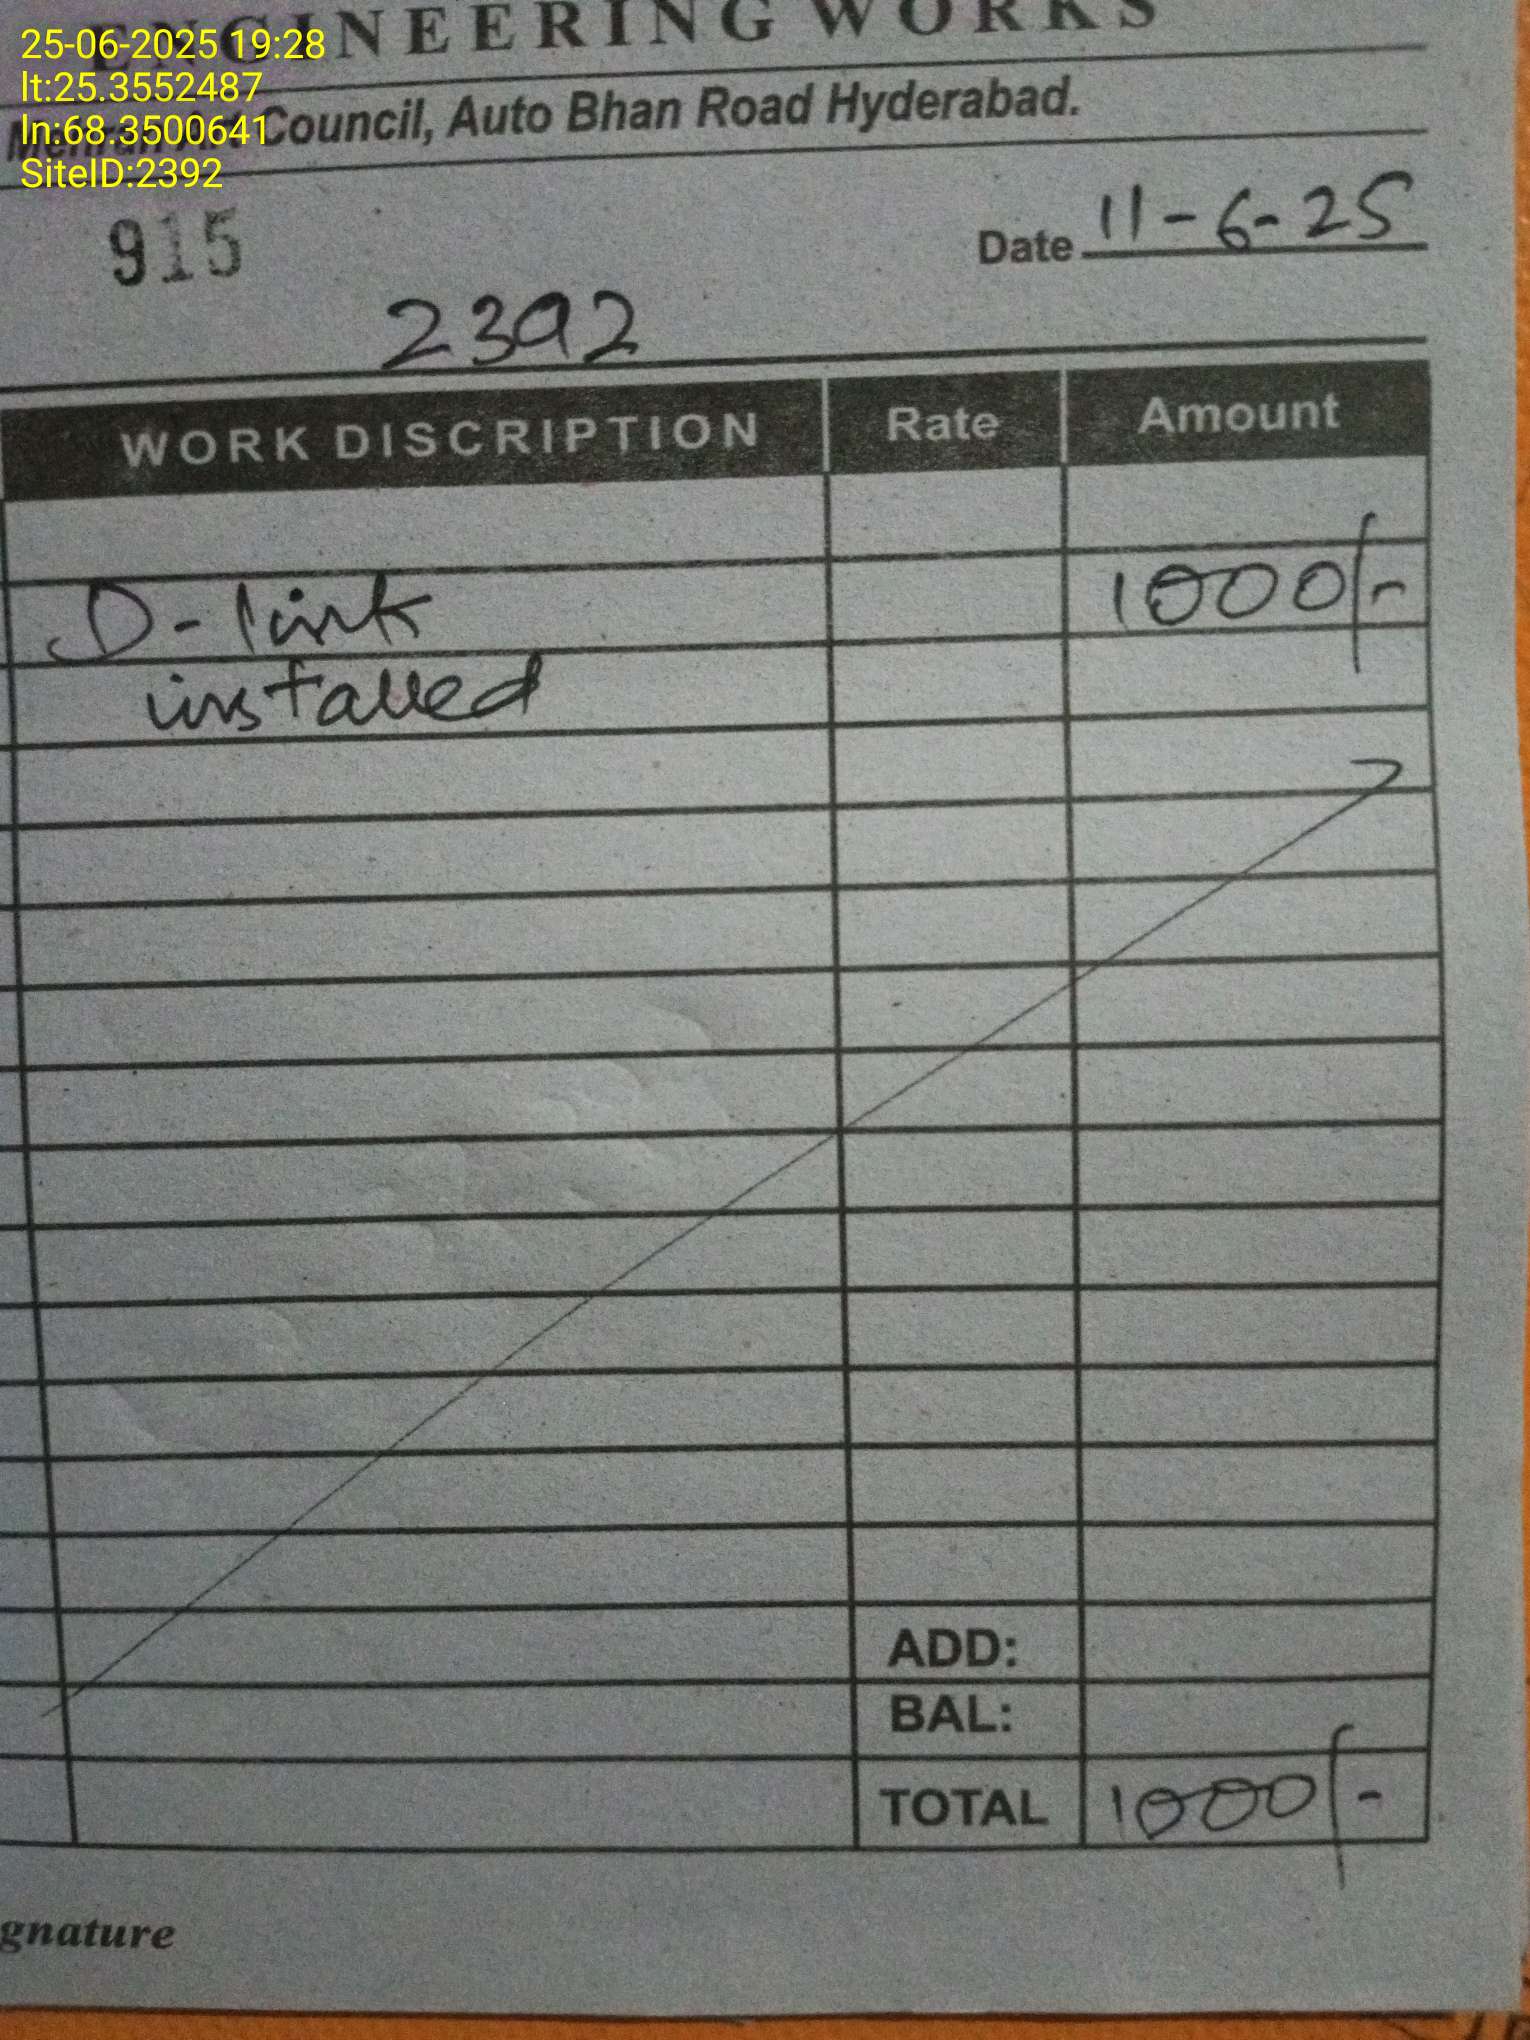 ENGINEERING WORKS
25-06-2025 19:28
lt:25.3552487
Council, Auto Bhan Road Hyderabad.
ln:68.3500641
SiteID:2392
915
Date 11-6-25
2392
WORK DISCRIPTION Rate Amount
D-link 1000/-
installed
ADD:
BAL:
TOTAL 1000/-
gnature